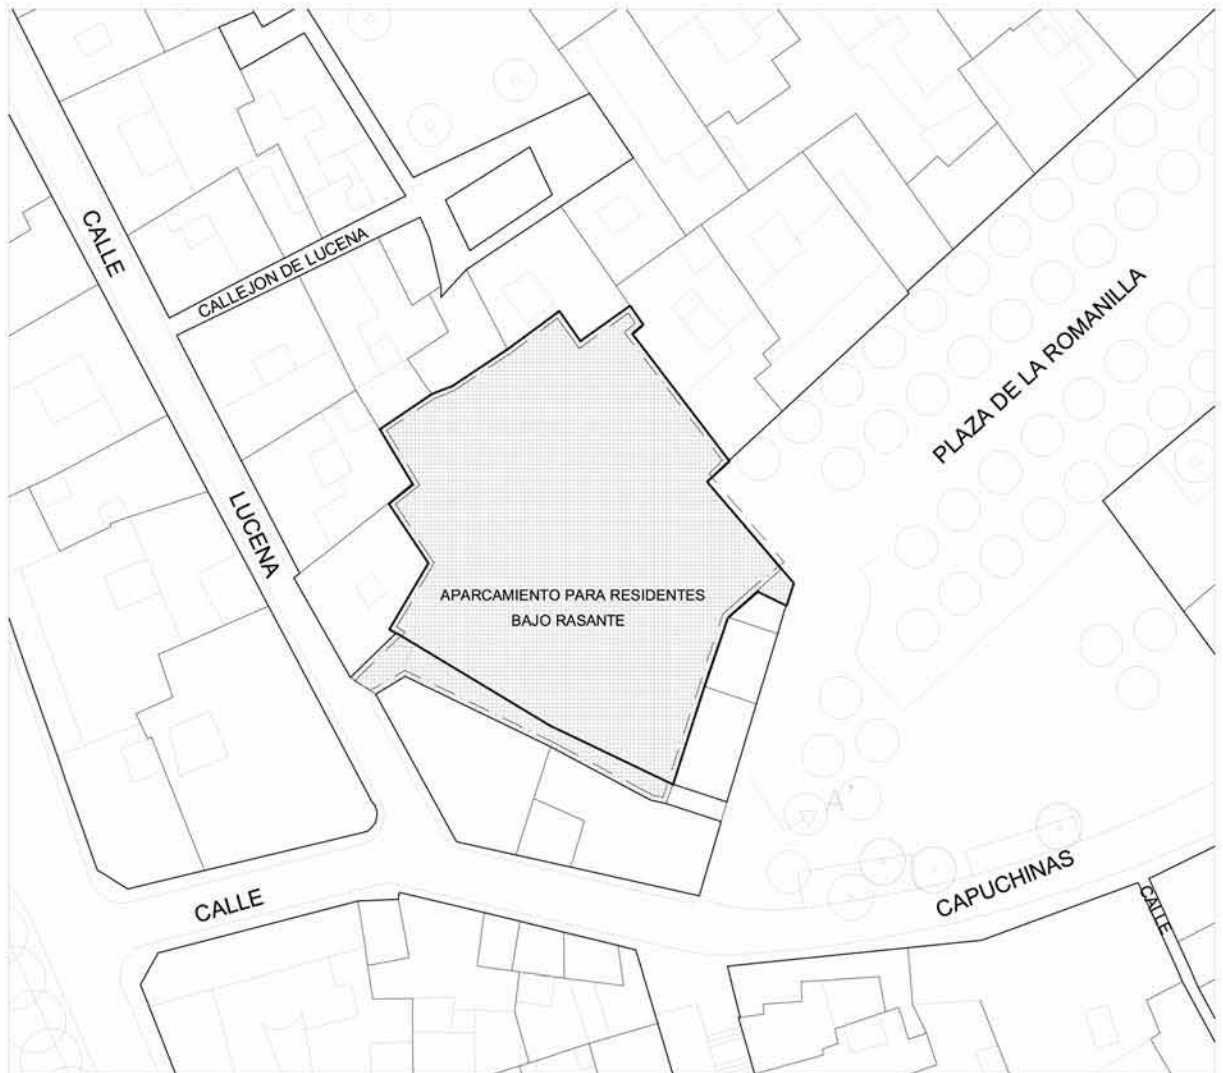 CALLE
LUCENA
CALLEJON DE LUCENA
PLAZA DE LA ROMANILLA
APARCAMIENTO PARA RESIDENTES
BAJO RASANTE
A'
CALLE
CAPUCHINAS
CALLE